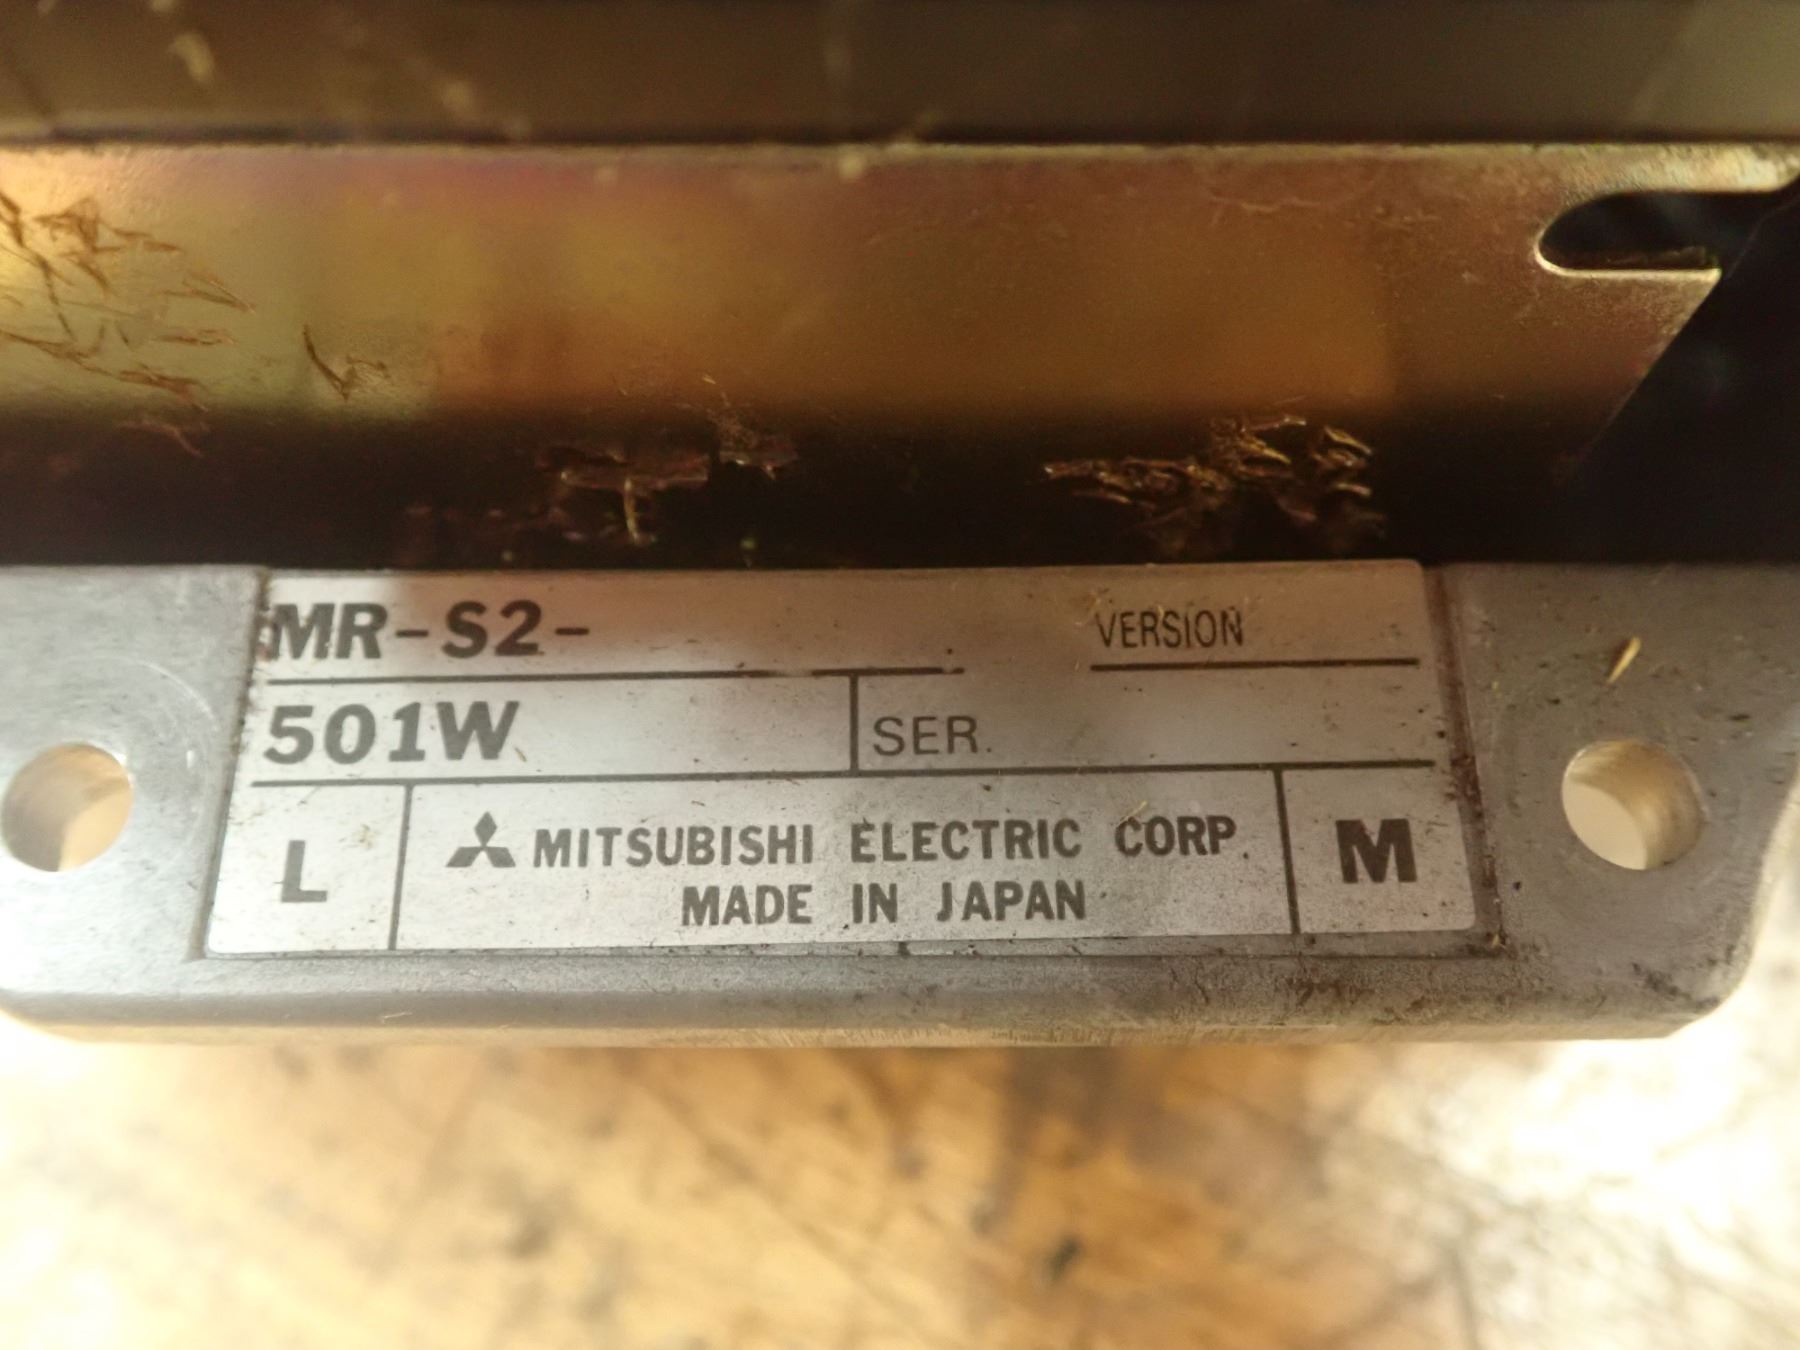 MR-S2- VERSION
501W SER.
L MITSUBISHI ELECTRIC CORP. M
MADE IN JAPAN